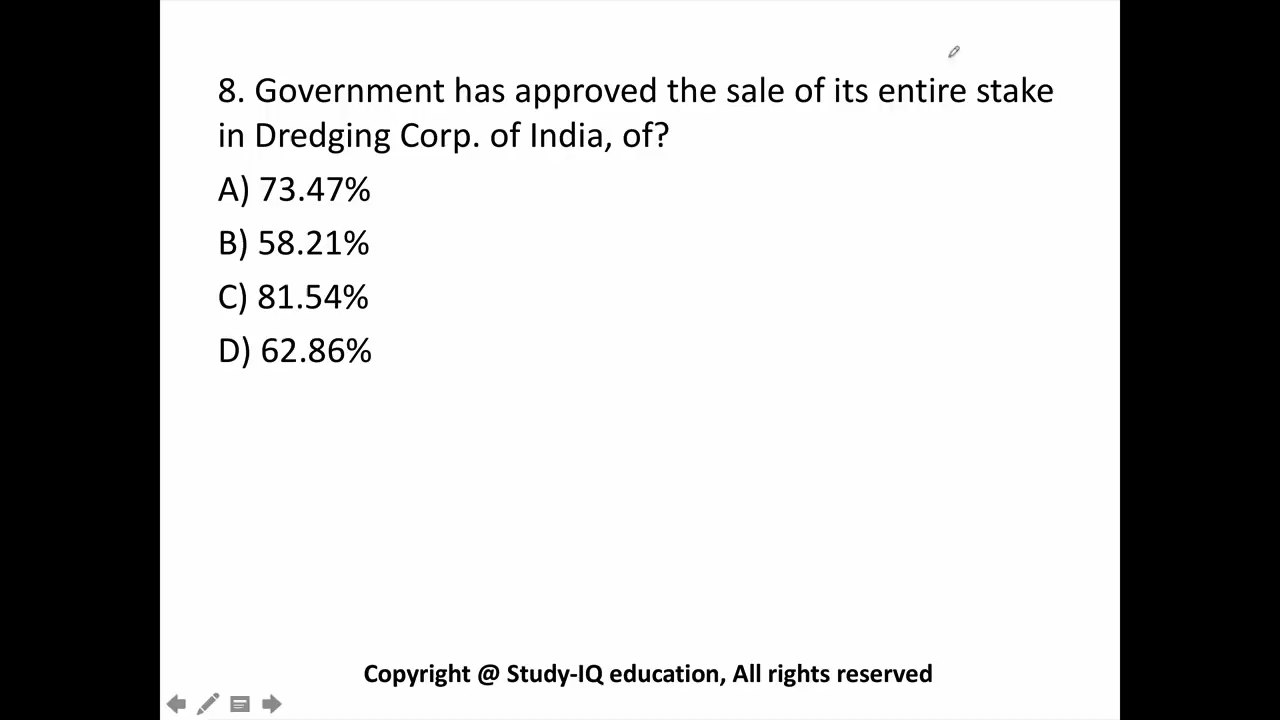 8. Government has approved the sale of its entire stake
in Dredging Corp. of India, of?
A) 73.47%
B) 58.21%
C) 81.54%
D) 62.86%
Copyright @ Study-IQ education, All rights reserved